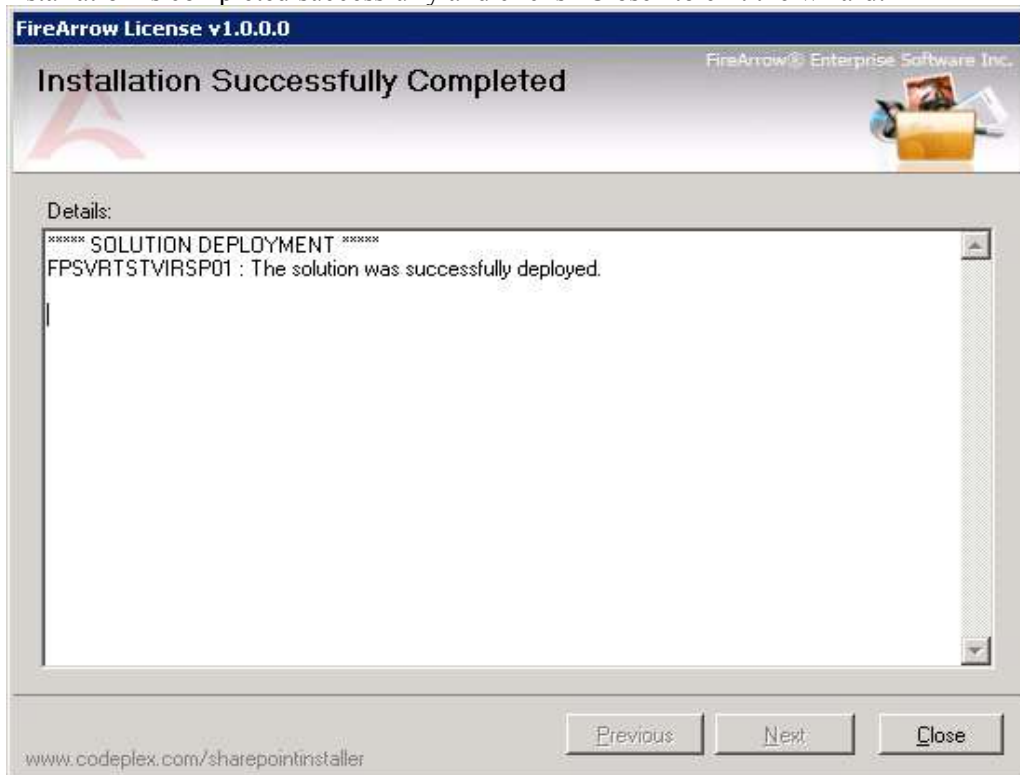 FireArrow License v1.0.0.0
FireArrow® Enterprise Software Inc.
Installation Successfully Completed
Details:
***** SOLUTION DEPLOYMENT *****
FPSVRTSTVIRSP01 : The solution was successfully deployed.
Previous
Next
Close
www.codeplex.com/sharepointinstaller